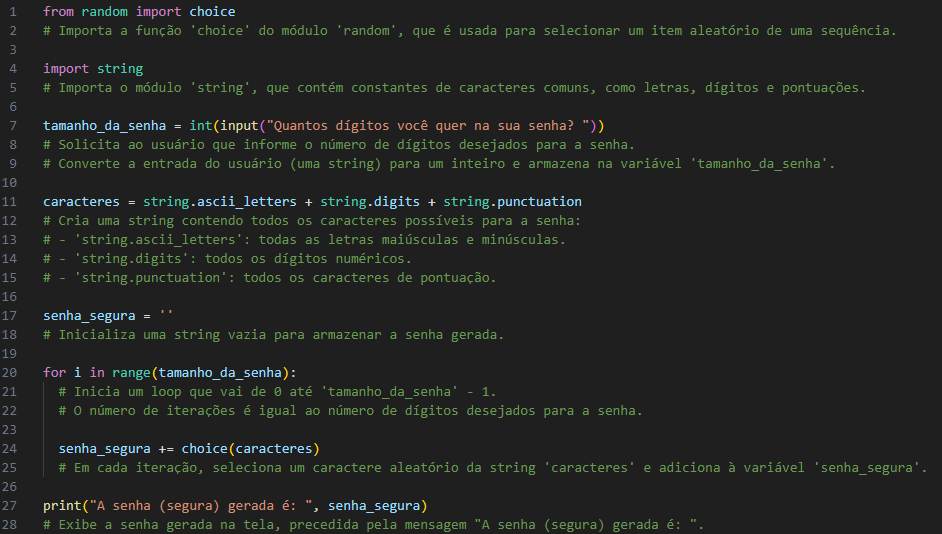 1 from random import choice
2 # Importa a função 'choice' do módulo 'random', que é usada para selecionar um item aleatório de uma sequência.
3
4 import string
5 # Importa o módulo 'string', que contém constantes de caracteres comuns, como letras, dígitos e pontuações.
6
7 tamanho_da_senha = int(input("Quantos dígitos você quer na sua senha? "))
8 # Solicita ao usuário que informe o número de dígitos desejados para a senha.
9 # Converte a entrada do usuário (uma string) para um inteiro e armazena na variável 'tamanho_da_senha'.
10
11 caracteres = string.ascii_letters + string.digits + string.punctuation
12 # Cria uma string contendo todos os caracteres possíveis para a senha:
13 # - 'string.ascii_letters': todas as letras maiúsculas e minúsculas.
14 # - 'string.digits': todos os dígitos numéricos.
15 # - 'string.punctuation': todos os caracteres de pontuação.
16
17 senha_segura = ''
18 # Inicializa uma string vazia para armazenar a senha gerada.
19
20 for i in range(tamanho_da_senha):
21 # Inicia um loop que vai de 0 até 'tamanho_da_senha' - 1.
22 # O número de iterações é igual ao número de dígitos desejados para a senha.
23
24 senha_segura += choice(caracteres)
25 # Em cada iteração, seleciona um caractere aleatório da string 'caracteres' e adiciona à variável 'senha_segura'.
26
27 print("A senha (segura) gerada é: ", senha_segura)
28 # Exibe a senha gerada na tela, precedida pela mensagem "A senha (segura) gerada é: ".